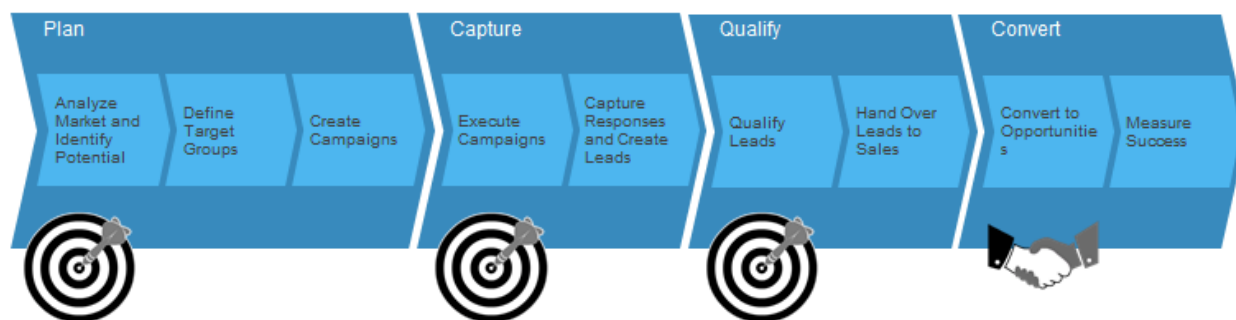 Plan
Analyze
Market and
Identify
Potential
Define
Target
Groups
Create
Campaigns
Capture
Execute
Campaigns
Capture
Responses
and Create
Leads
Qualify
Qualify
Leads
Hand Over
Leads to
Sales
Convert
Convert to
Opportunitie
s
Measure
Success